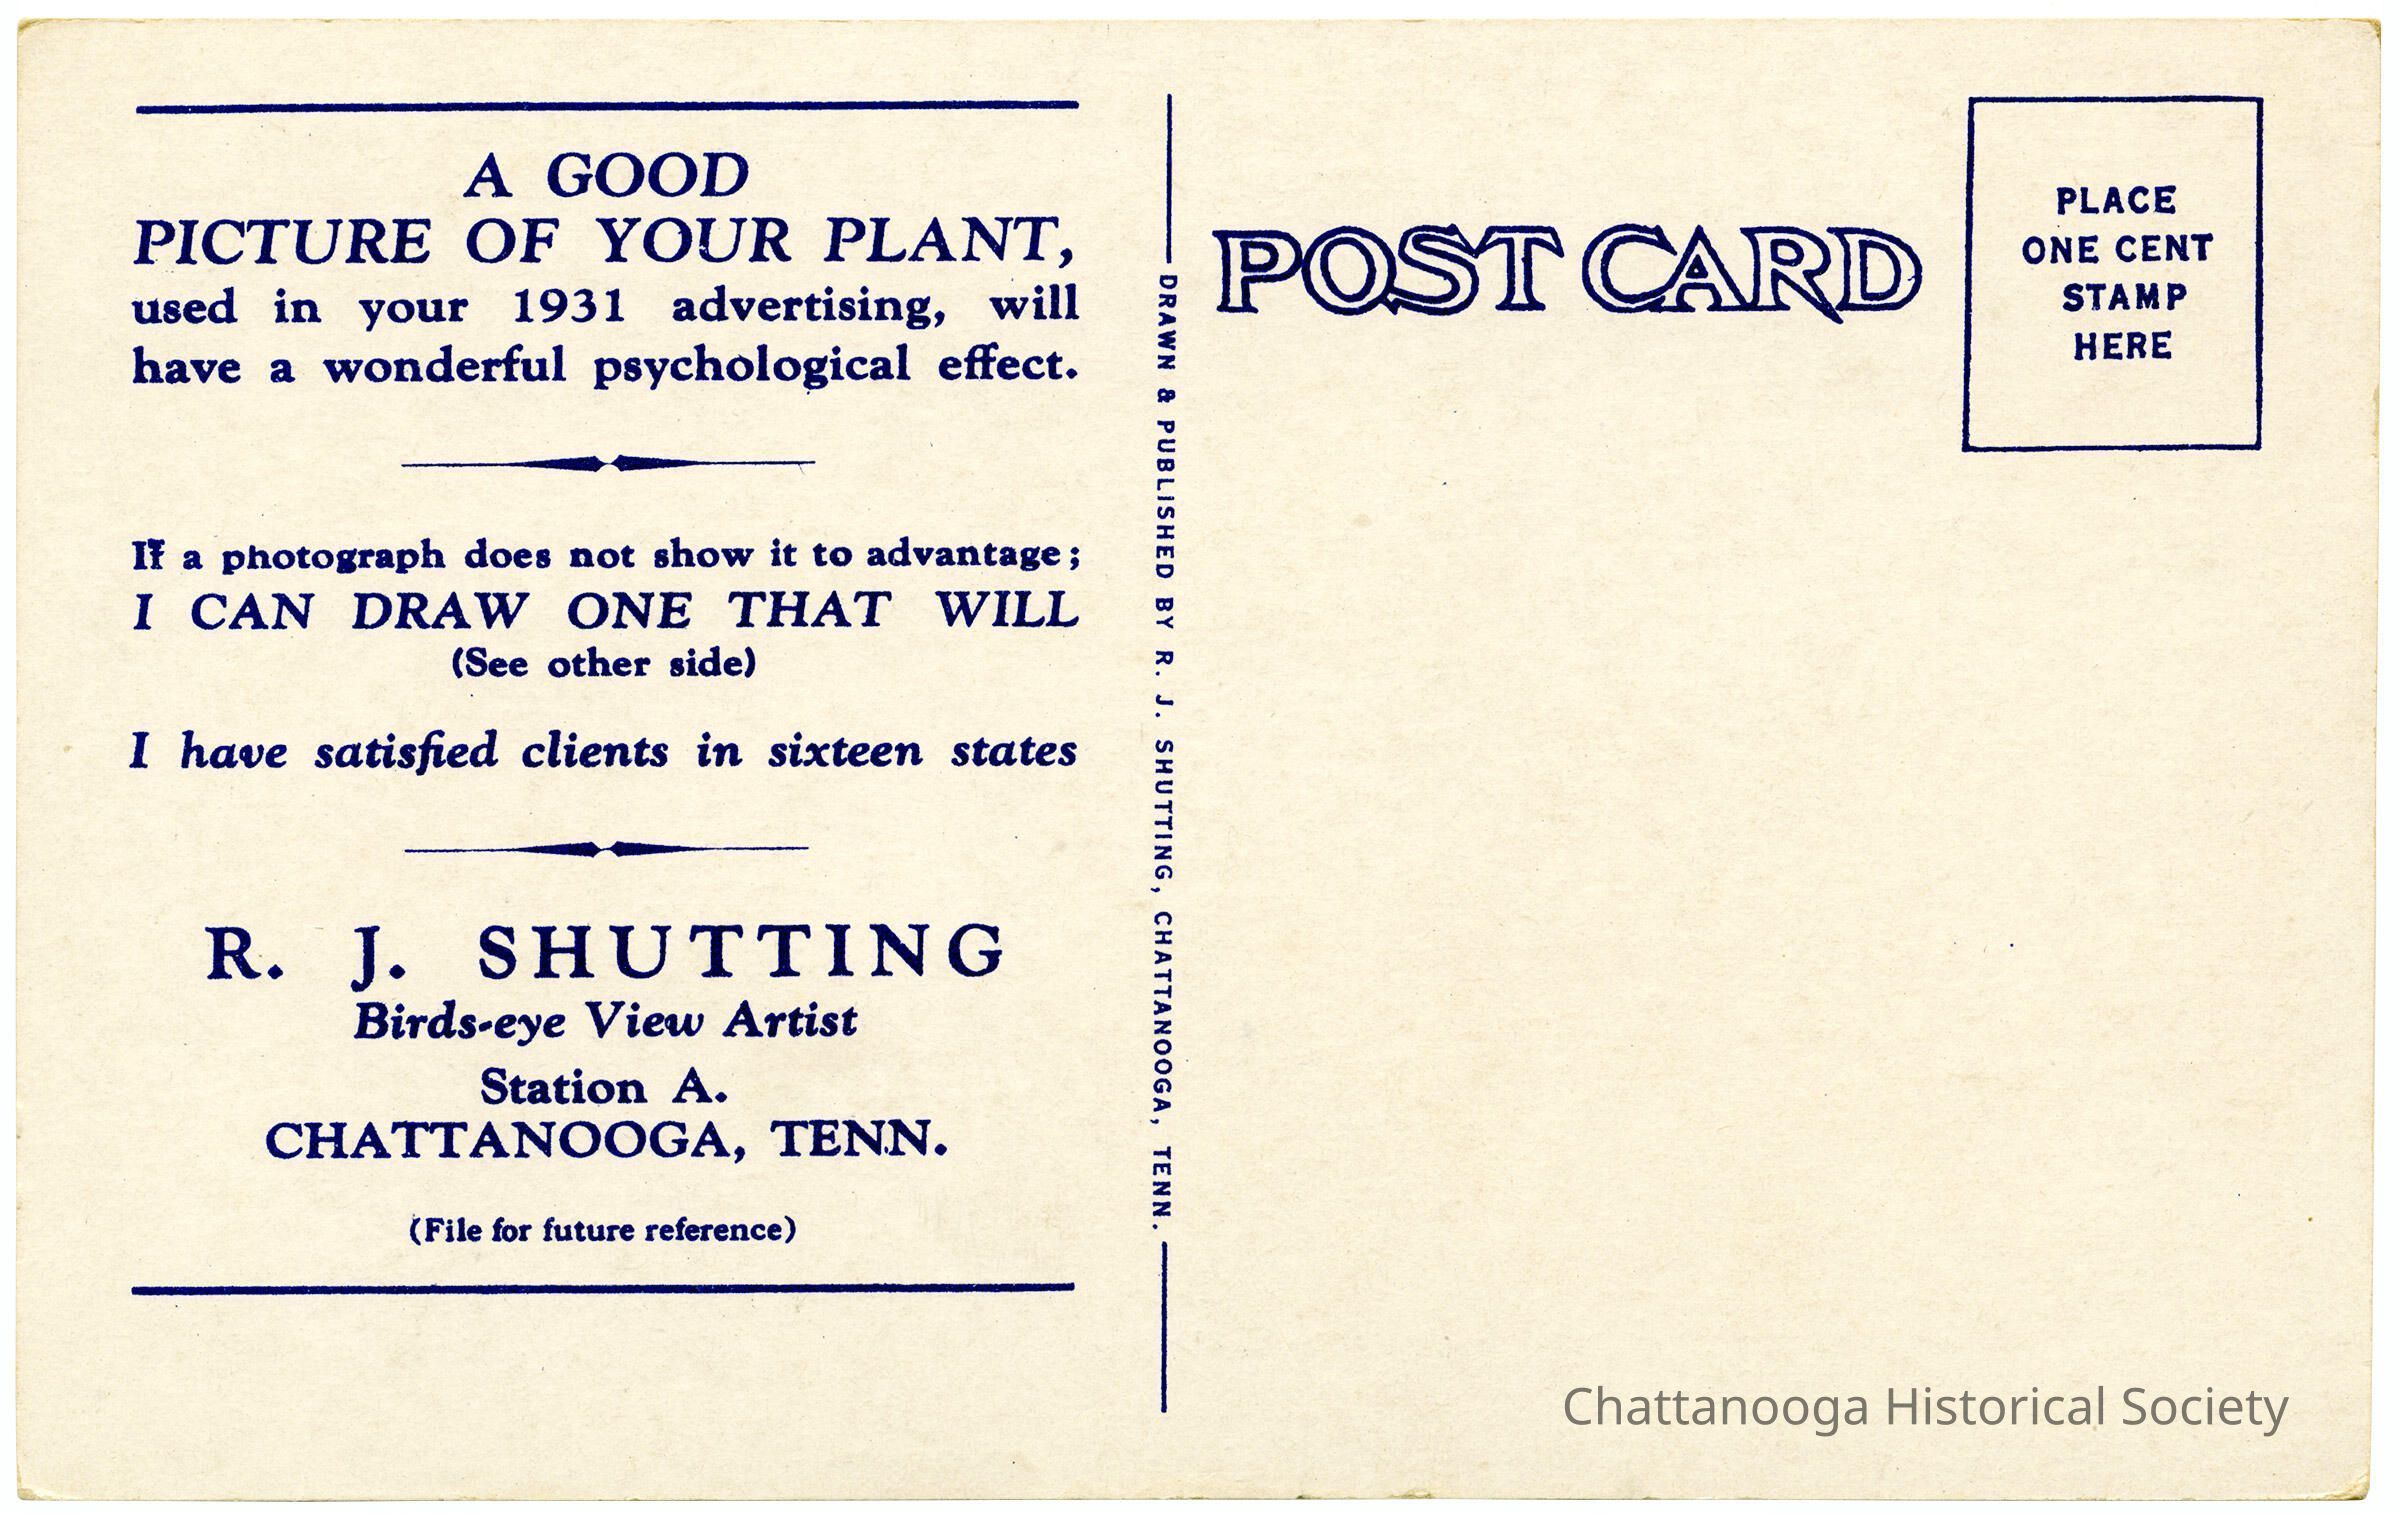 A GOOD
PICTURE OF YOUR PLANT,
used in your 1931 advertising, will
have a wonderful psychological effect.
If a photograph does not show it to advantage;
I CAN DRAW ONE THAT WILL
(See other side)
I have satisfied clients in sixteen states
R. J. SHUTTING
Birds-eye View Artist
Station A.
CHATTANOOGA, TENN.
(File for future reference)
DRAWN & PUBLISHED BY R. J. SHUTTING, CHATTANOOGA, TENN.
POST CARD
PLACE
ONE CENT
STAMP
HERE
Chattanooga Historical Society